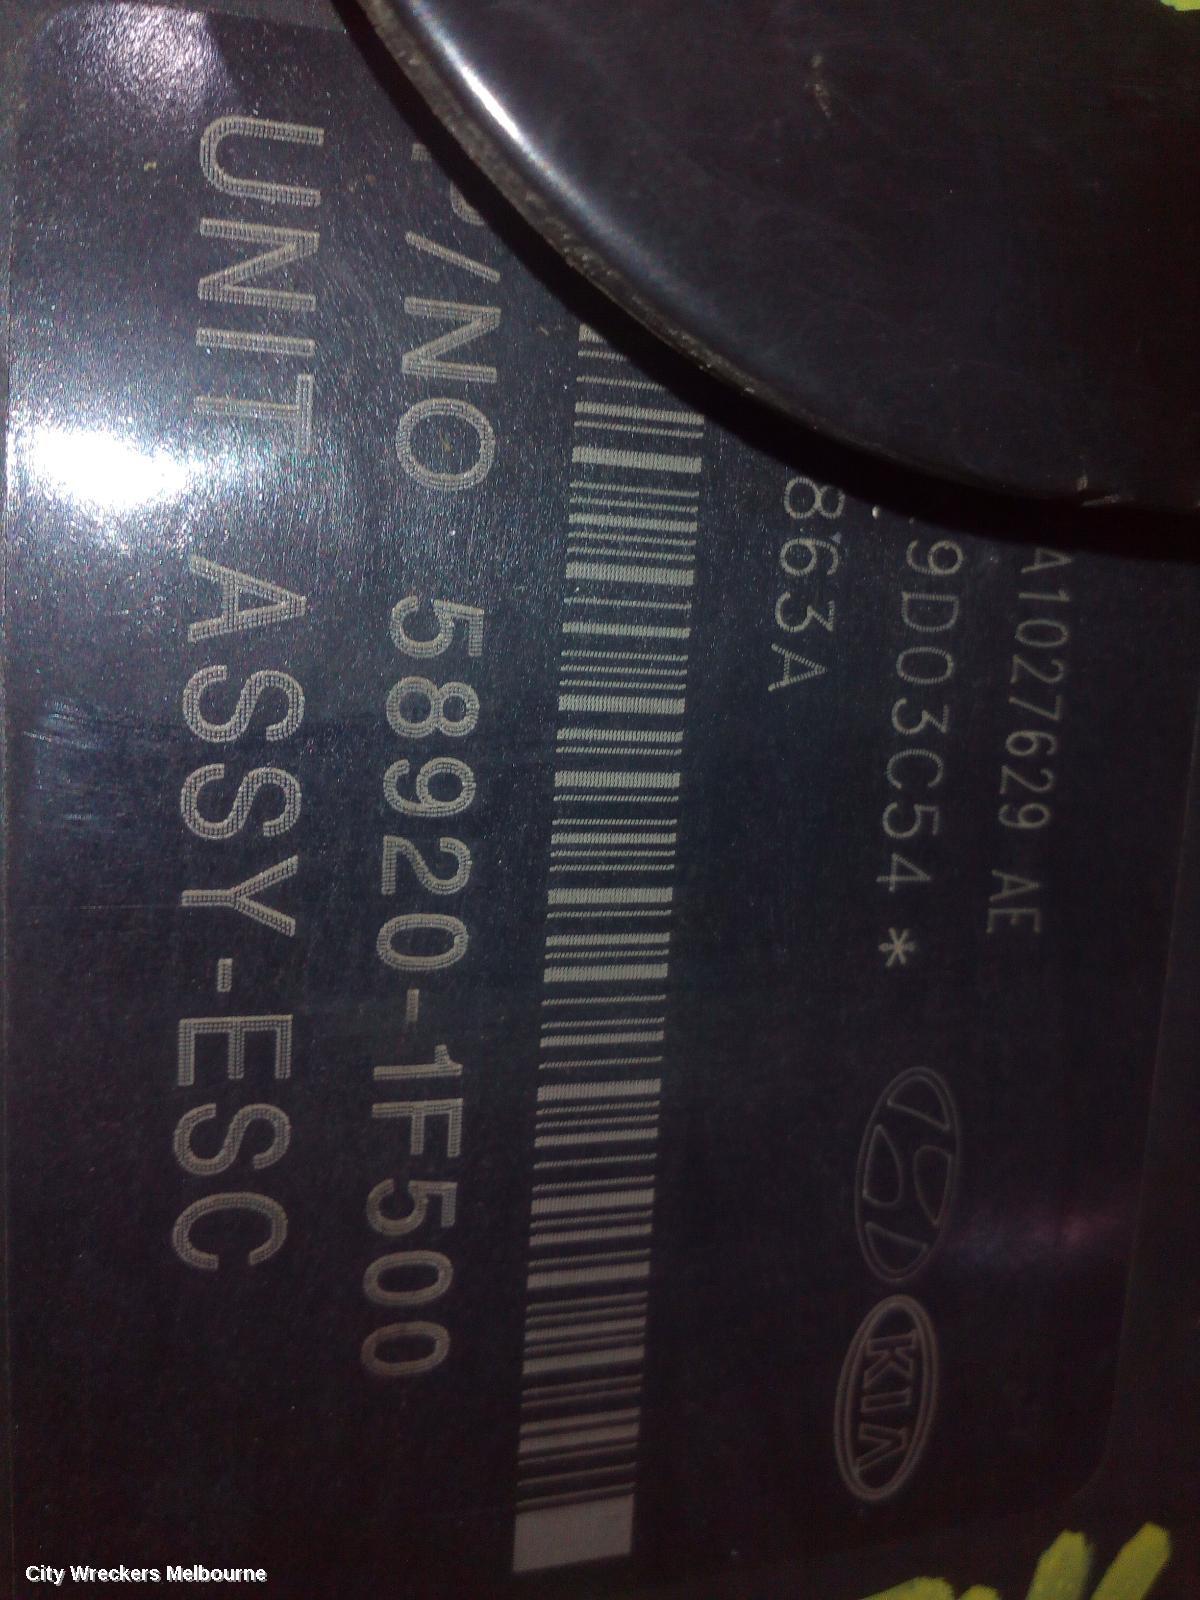 A1027629 AE
9D03C54*
KIA
863A
/NO 58920-1F500
UNIT ASSY-ESC
City Wreckers Melbourne